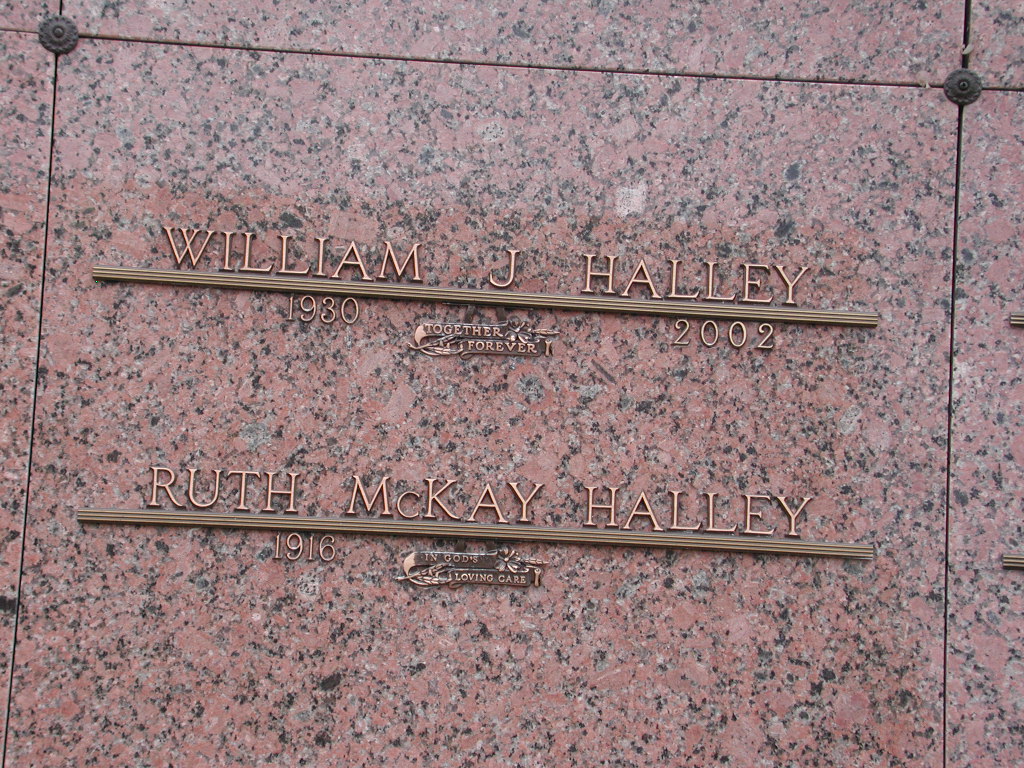 WILLIAM J HALLEY
1930 2002
TOGETHER
FOREVER
RUTH McKAY HALLEY
1916
IN GOD'S
LOVING CARE